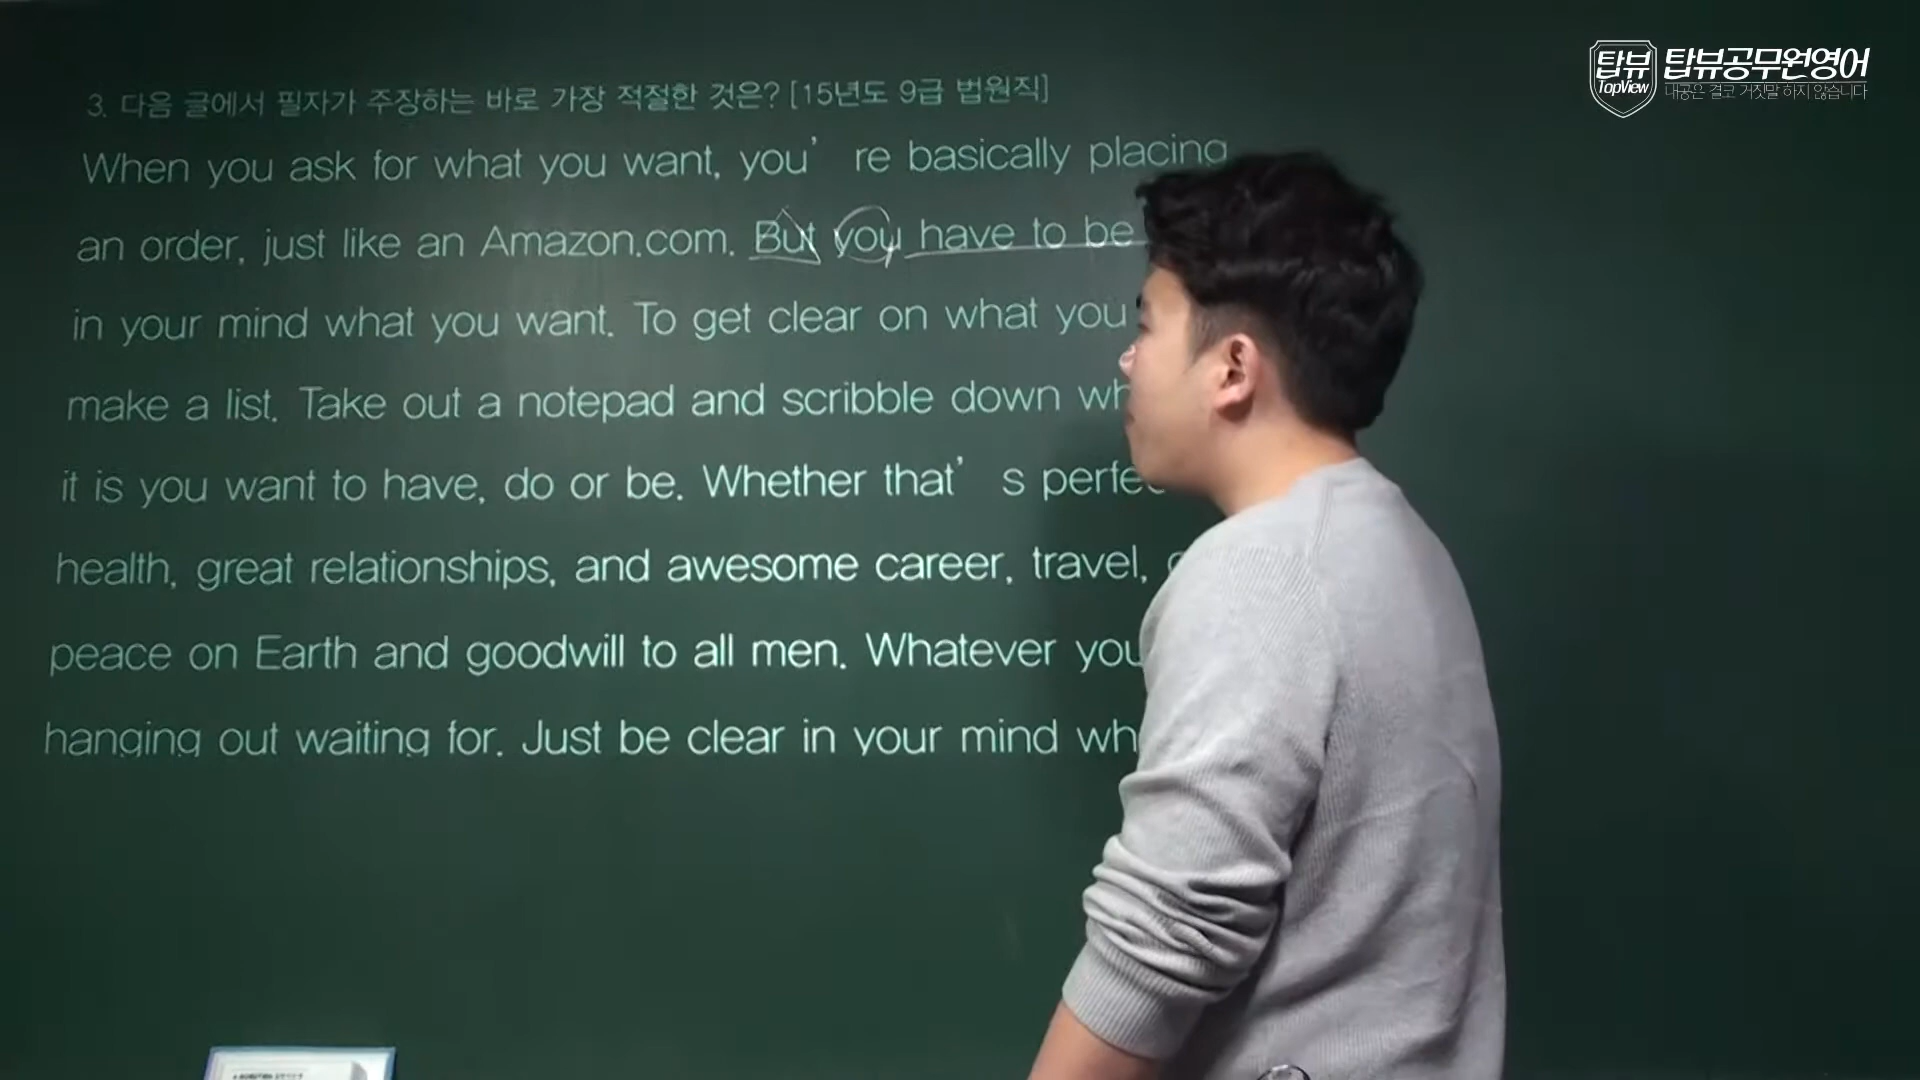 탑뷰
TopView
탑뷰공무원영어
내공은 결코 거짓말 하지 않습니다
3. 다음 글에서 필자가 주장하는 바로 가장 적절한 것은? [15년도 9급 법원직]
When you ask for what you want, you' re basically placing
an order, just like an Amazon.com. But you have to be
in your mind what you want. To get clear on what you
make a list. Take out a notepad and scribble down
it is you want to have, do or be. Whether that' s
health, great relationships, and awesome career, travel,
peace on Earth and goodwill to all men. Whatever you
hanging out waiting for. Just be clear in your mind